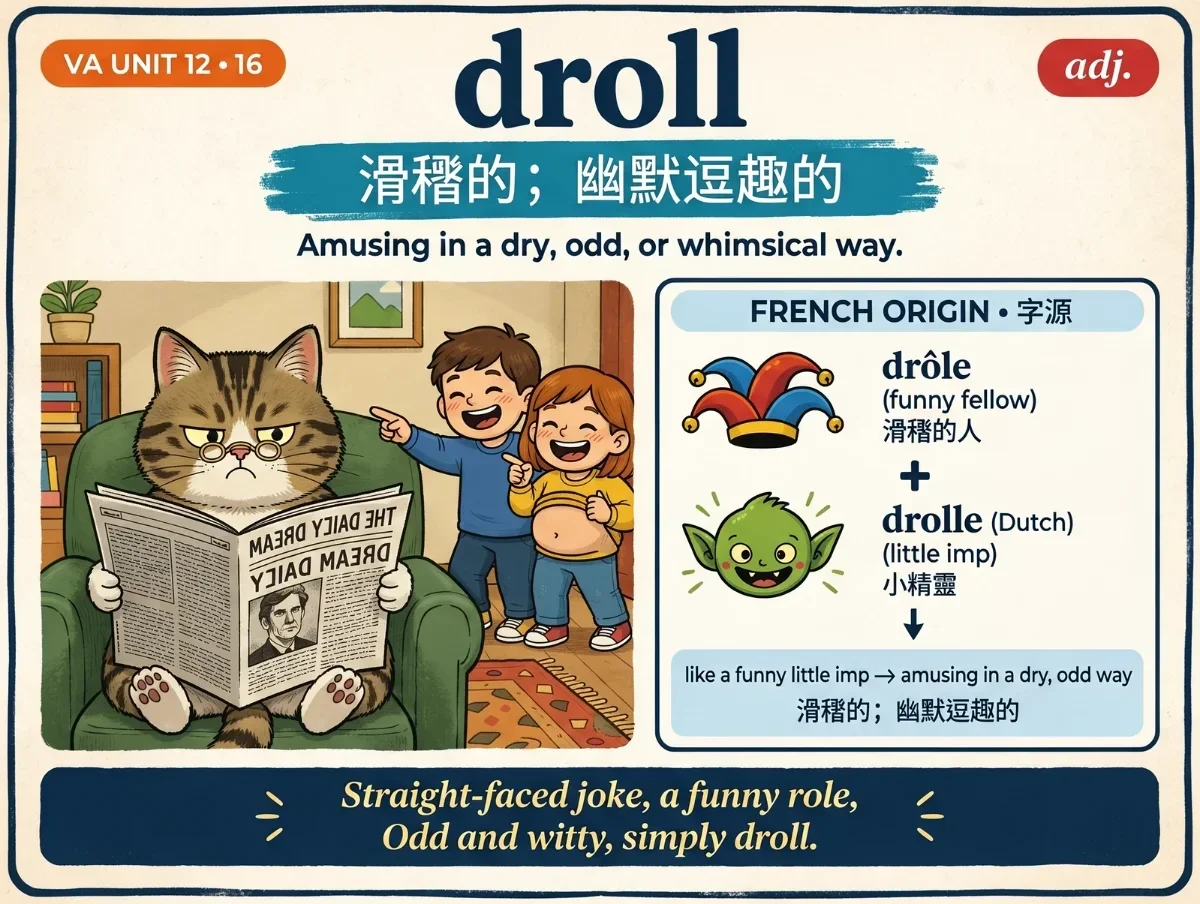 VA UNIT 12 • 16
droll
adj.
滑稽的；幽默逗趣的
Amusing in a dry, odd, or whimsical way.
THE DAILY DREAM
DREAM DAILY
FRENCH ORIGIN • 字源
drôle
(funny fellow)
滑稽的人
+
drolle (Dutch)
(little imp)
小精靈
↓
like a funny little imp → amusing in a dry, odd way
滑稽的；幽默逗趣的
Straight-faced joke, a funny role,
Odd and witty, simply droll.